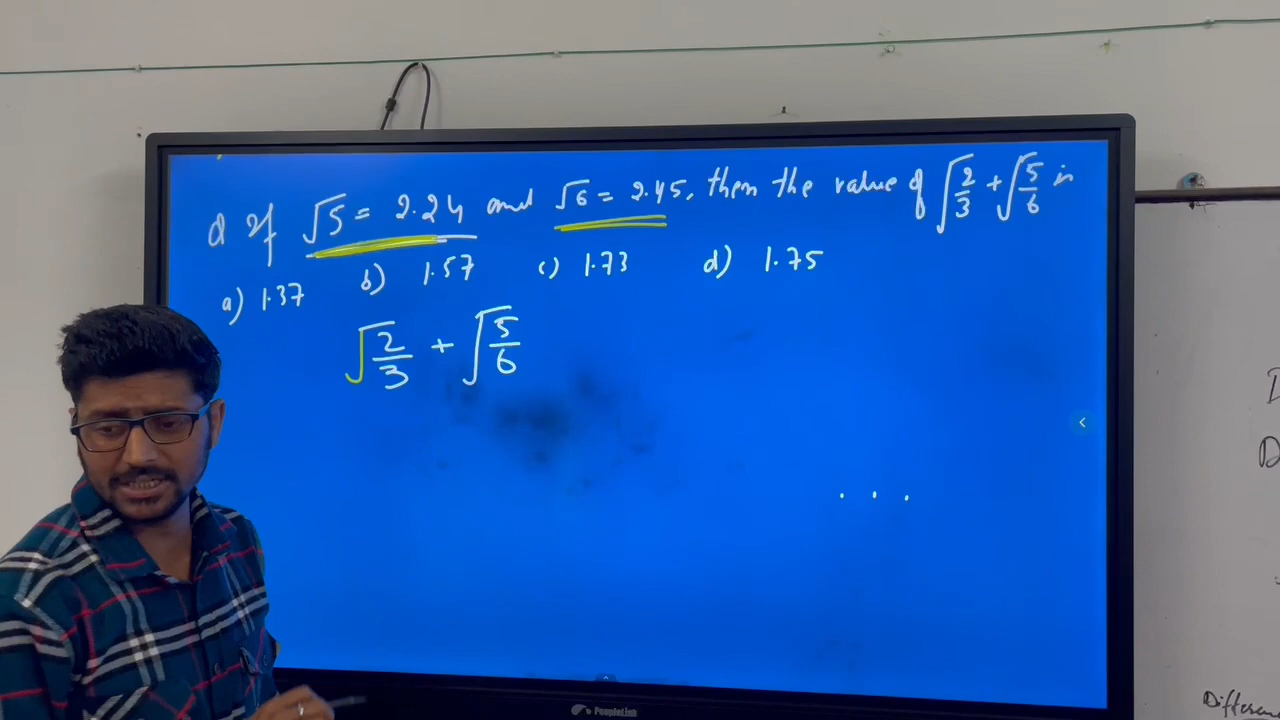 Q If √5 = 2.24 and √6 = 2.45, then the value of √2/3 + √5/6 is
a) 1.37 b) 1.57 c) 1.73 d) 1.75
√2/3 + √5/6
. . .
PeopleLink